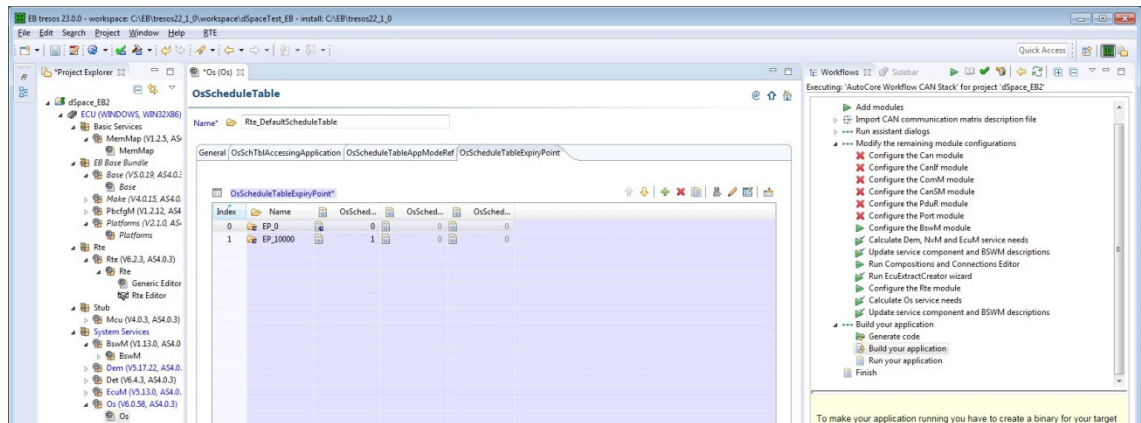 EB tresos 23.0.0 - workspace: C:\EB\tresos22_1_0\workspace\dSpaceTest_EB - install: C:\EB\tresos22_1_0
File Edit Search Project Window Help RTE
Quick Access
*Project Explorer
dSpace_EB2
ECU (WINDOWS, WIN32X86)
Basic Services
MemMap (V1.2.5, AS4
MemMap
EB Base Bundle
Base (V5.0.19, AS4.0.3
Base
Make (V4.0.15, AS4.0.
PbcfgM (V1.2.12, AS4
Platforms (V2.1.0, AS4
Platforms
Rte
Rte (V6.2.3, AS4.0.3)
Rte
Generic Editor
Rte Editor
Stub
Mcu (V4.0.3, AS4.0.3)
System Services
BswM (V1.13.0, AS4.0
BswM
Dem (V5.17.22, AS4.0.
Det (V6.4.3, AS4.0.3)
EcuM (V5.13.0, AS4.0.
Os (V6.0.58, AS4.0.3)
Os
*Os (Os)
OsScheduleTable
Name* Rte_DefaultScheduleTable
General OsSchTblAccessingApplication OsScheduleTableAppModeRef OsScheduleTableExpiryPoint
OsScheduleTableExpiryPoint*
Index Name OsSched... OsSched... OsSched...
0 EP_0 0 0 0
1 EP_10000 1 0 0
Workflows Sidebar
Executing: 'AutoCore Workflow CAN Stack' for project 'dSpace_EB2'
Add modules
Import CAN communication matrix description file
Run assistant dialogs
Modify the remaining module configurations
Configure the Can module
Configure the CanIf module
Configure the ComM module
Configure the CanSM module
Configure the PduR module
Configure the Port module
Configure the BswM module
Calculate Dem, NvM and EcuM service needs
Update service component and BSWM descriptions
Run Compositions and Connections Editor
Run EcuExtractCreator wizard
Configure the Rte module
Calculate Os service needs
Update service component and BSWM descriptions
Build your application
Generate code
Build your application
Run your application
Finish
To make your application running you have to create a binary for your target